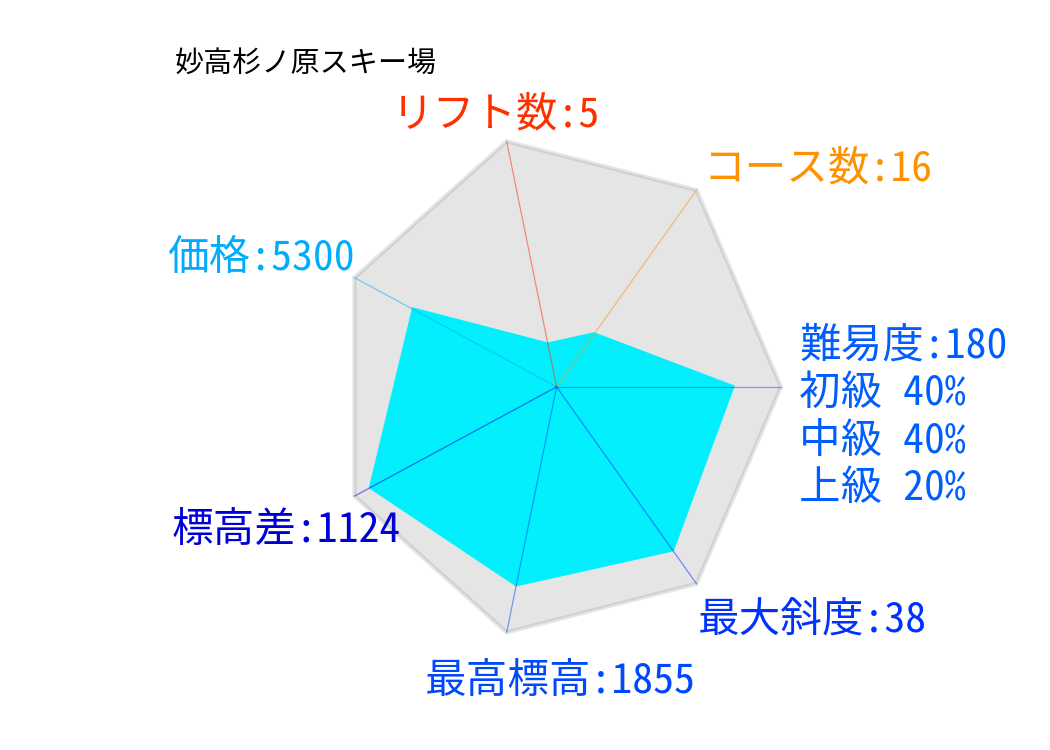 妙高杉ノ原スキー場
リフト数:5
コース数:16
価格:5300
難易度:180
初級 40%
中級 40%
上級 20%
標高差:1124
最大斜度:38
最高標高:1855